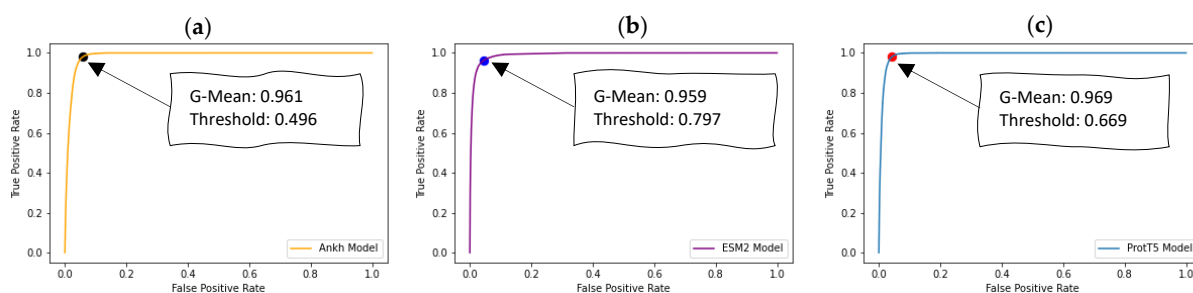 (a)
1.0
0.8
0.6
0.4
0.2
0.0
True Positive Rate
G-Mean: 0.961
Threshold: 0.496
Ankh Model
0.0 0.2 0.4 0.6 0.8 1.0
False Positive Rate
(b)
1.0
0.8
0.6
0.4
0.2
0.0
True Positive Rate
G-Mean: 0.959
Threshold: 0.797
ESM2 Model
0.0 0.2 0.4 0.6 0.8 1.0
False Positive Rate
(c)
1.0
0.8
0.6
0.4
0.2
0.0
True Positive Rate
G-Mean: 0.969
Threshold: 0.669
ProtT5 Model
0.0 0.2 0.4 0.6 0.8 1.0
False Positive Rate